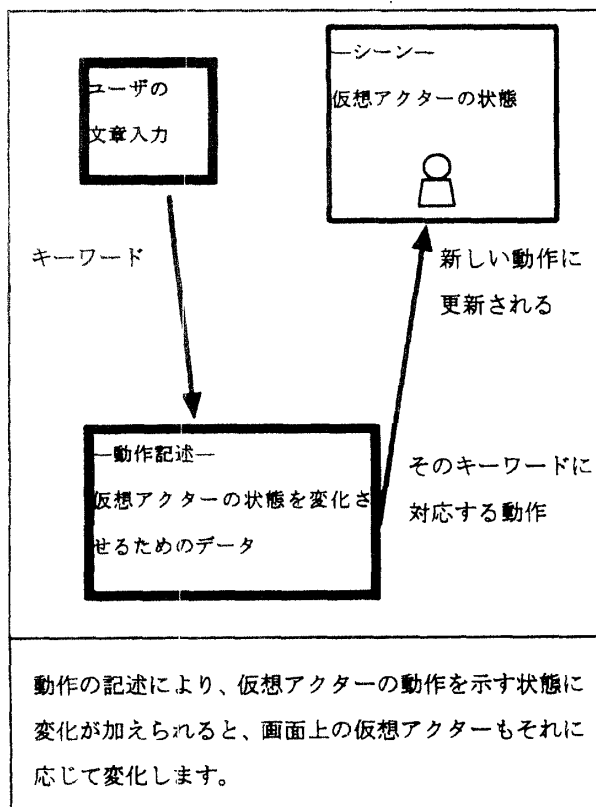 ユーザの
文章入力
―シーン―
仮想アクターの状態
キーワード
新しい動作に
更新される
―動作記述―
仮想アクターの状態を変化さ
せるためのデータ
そのキーワードに
対応する動作
動作の記述により、仮想アクターの動作を示す状態に
変化が加えられると、画面上の仮想アクターもそれに
応じて変化します。